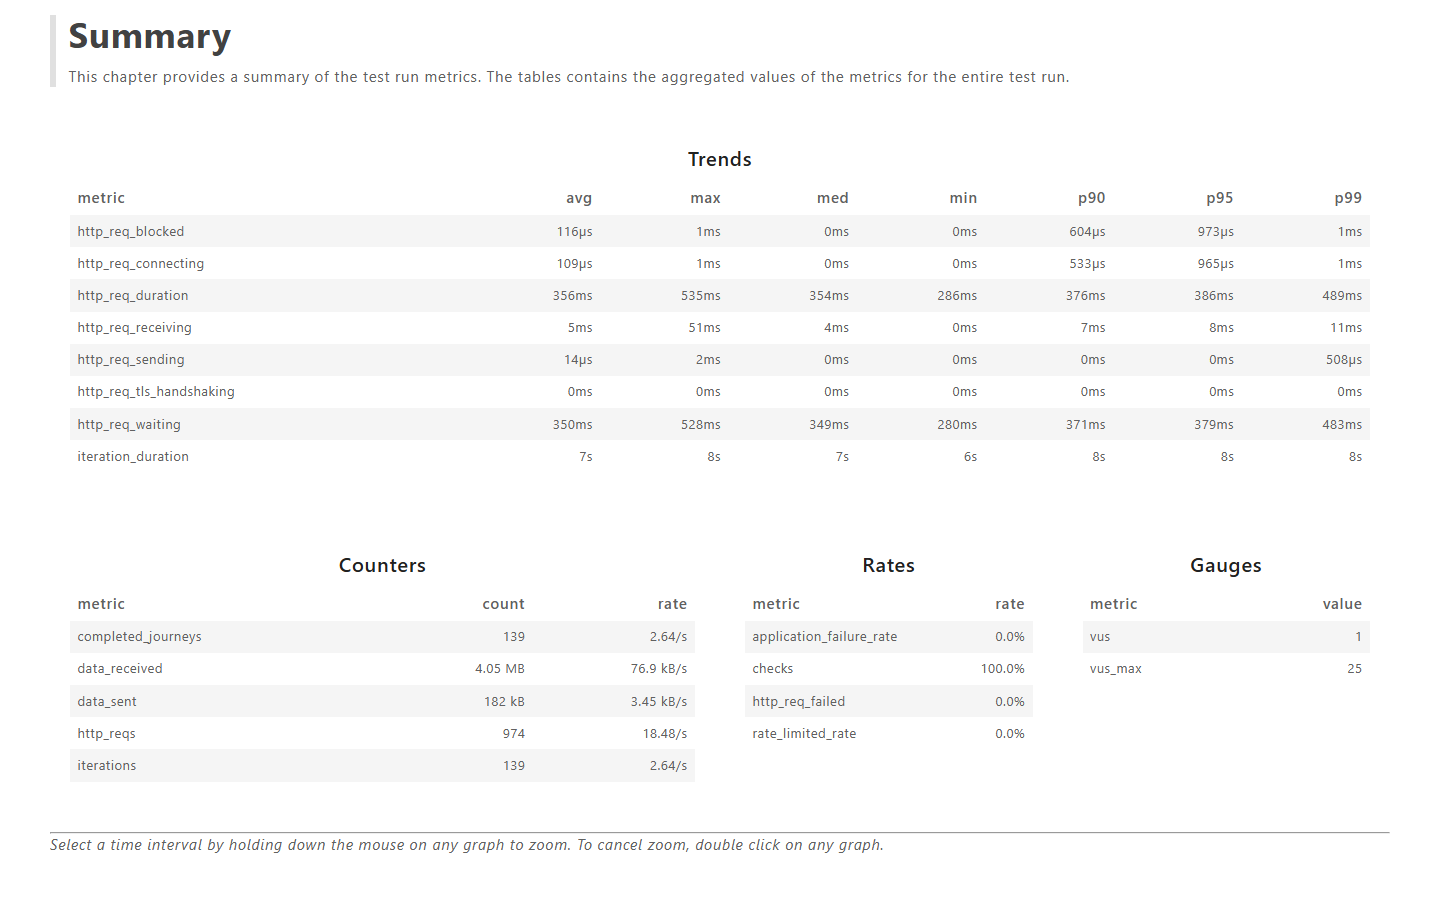 Summary
This chapter provides a summary of the test run metrics. The tables contains the aggregated values of the metrics for the entire test run.
Trends
metric avg max med min p90 p95 p99
http_req_blocked 116µs 1ms 0ms 0ms 604µs 973µs 1ms
http_req_connecting 109µs 1ms 0ms 0ms 533µs 965µs 1ms
http_req_duration 356ms 535ms 354ms 286ms 376ms 386ms 489ms
http_req_receiving 5ms 51ms 4ms 0ms 7ms 8ms 11ms
http_req_sending 14µs 2ms 0ms 0ms 0ms 0ms 508µs
http_req_tls_handshaking 0ms 0ms 0ms 0ms 0ms 0ms 0ms
http_req_waiting 350ms 528ms 349ms 280ms 371ms 379ms 483ms
iteration_duration 7s 8s 7s 6s 8s 8s 8s
Counters
metric count rate
completed_journeys 139 2.64/s
data_received 4.05 MB 76.9 kB/s
data_sent 182 kB 3.45 kB/s
http_reqs 974 18.48/s
iterations 139 2.64/s
Rates
metric rate
application_failure_rate 0.0%
checks 100.0%
http_req_failed 0.0%
rate_limited_rate 0.0%
Gauges
metric value
vus 1
vus_max 25
Select a time interval by holding down the mouse on any graph to zoom. To cancel zoom, double click on any graph.